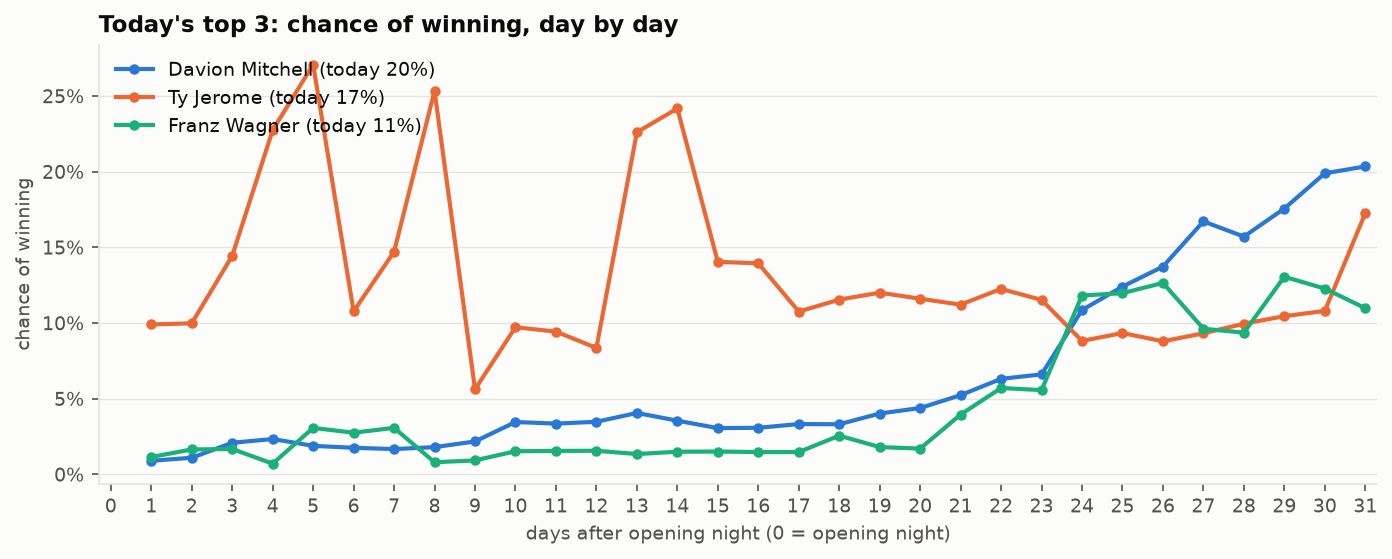 Today's top 3: chance of winning, day by day
Davion Mitchell (today 20%)
Ty Jerome (today 17%)
Franz Wagner (today 11%)
chance of winning
25%
20%
15%
10%
5%
0%
0 1 2 3 4 5 6 7 8 9 10 11 12 13 14 15 16 17 18 19 20 21 22 23 24 25 26 27 28 29 30 31
days after opening night (0 = opening night)